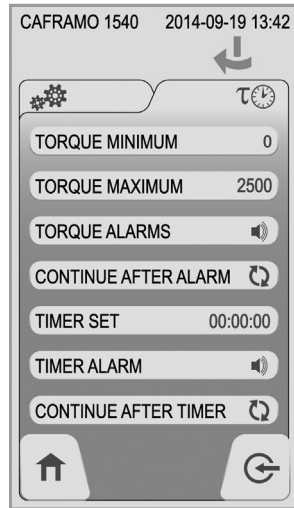 CAFRAMO 1540 2014-09-19 13:42
τ
TORQUE MINIMUM 0
TORQUE MAXIMUM 2500
TORQUE ALARMS
CONTINUE AFTER ALARM
TIMER SET 00:00:00
TIMER ALARM
CONTINUE AFTER TIMER